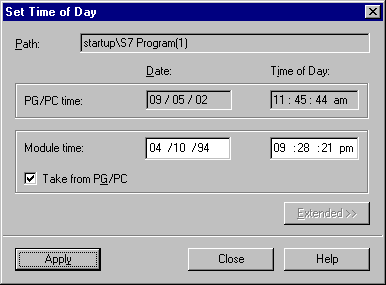 Set Time of Day
Path: startup\S7 Program(1)
Date: Time of Day:
PG/PC time: 09 / 05 / 02 11 : 45 : 44 am
Module time: 04 /10 /94 09 :28 :21 pm
Take from PG/PC
Extended >>
Apply Close Help